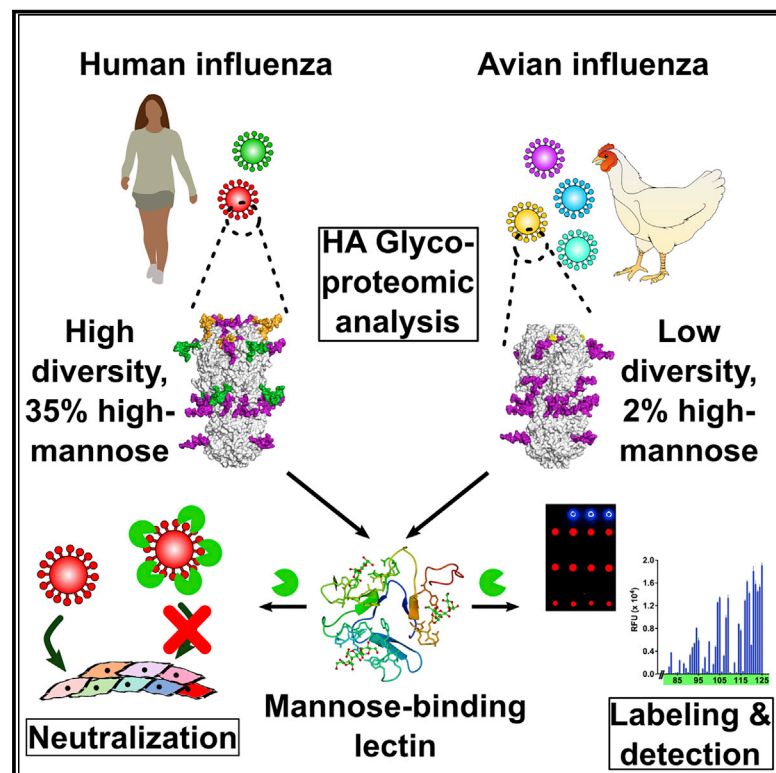 Human influenza
Avian influenza
HA Glyco-
proteomic
analysis
High
diversity,
35% high-
mannose
Low
diversity,
2% high-
mannose
Neutralization
Mannose-binding
lectin
RFU (x 10⁴)
2.0
1.6
1.2
0.8
0.4
0.0
85 95 105 115 125
Labeling &
detection